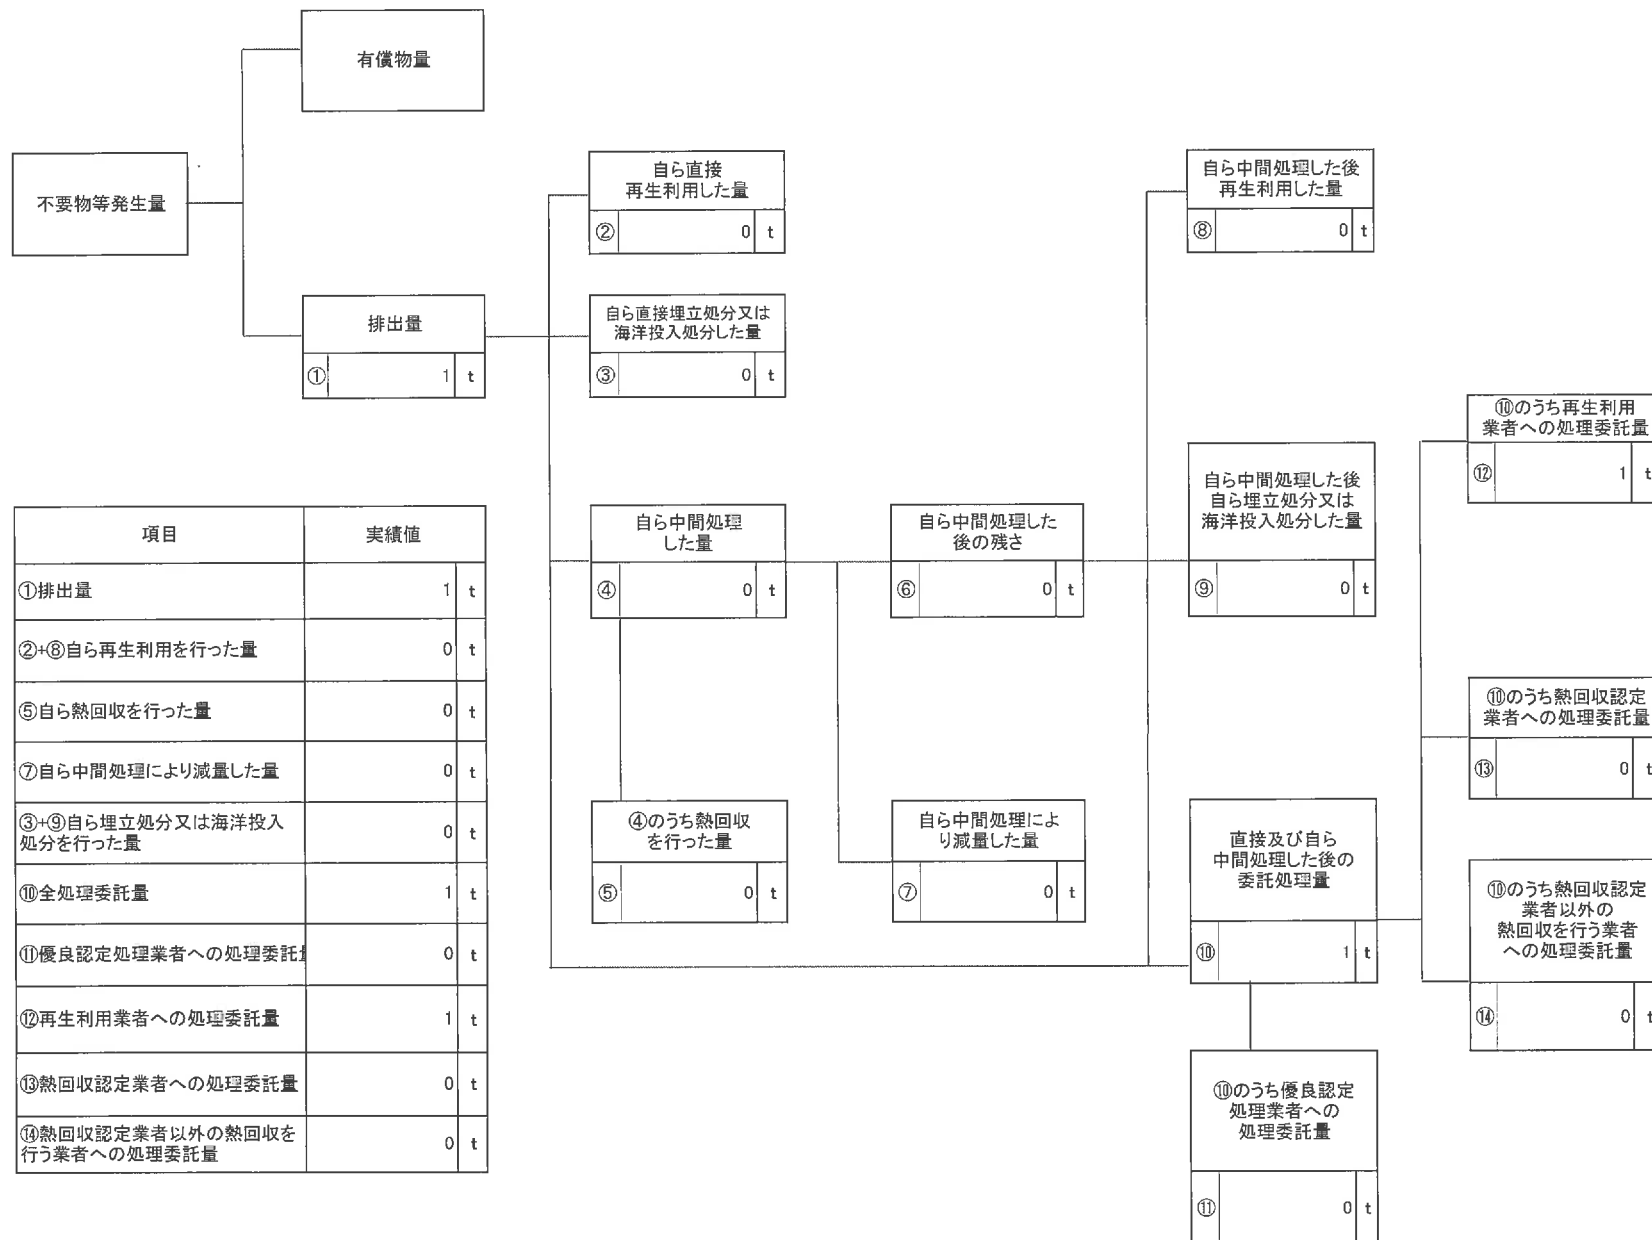 有償物量
不要物等発生量
排出量
① 1 t
自ら直接
再生利用した量
② 0 t
自ら直接埋立処分又は
海洋投入処分した量
③ 0 t
自ら中間処理
した量
④ 0 t
④のうち熱回収
を行った量
⑤ 0 t
自ら中間処理した
後の残さ
⑥ 0 t
自ら中間処理によ
り減量した量
⑦ 0 t
自ら中間処理した後
再生利用した量
⑧ 0 t
自ら中間処理した後
自ら埋立処分又は
海洋投入処分した量
⑨ 0 t
直接及び自ら
中間処理した後の
委託処理量
⑩ 1 t
⑩のうち優良認定
処理業者への
処理委託量
⑪ 0 t
⑩のうち再生利用
業者への処理委託量
⑫ 1 t
⑩のうち熱回収認定
業者への処理委託量
⑬ 0 t
⑩のうち熱回収認定
業者以外の
熱回収を行う業者
への処理委託量
⑭ 0 t
項目 実績値
①排出量 1 t
②+⑧自ら再生利用を行った量 0 t
⑤自ら熱回収を行った量 0 t
⑦自ら中間処理により減量した量 0 t
③+⑨自ら埋立処分又は海洋投入
処分を行った量 0 t
⑩全処理委託量 1 t
⑪優良認定処理業者への処理委託 0 t
⑫再生利用業者への処理委託量 1 t
⑬熱回収認定業者への処理委託量 0 t
⑭熱回収認定業者以外の熱回収を
行う業者への処理委託量 0 t